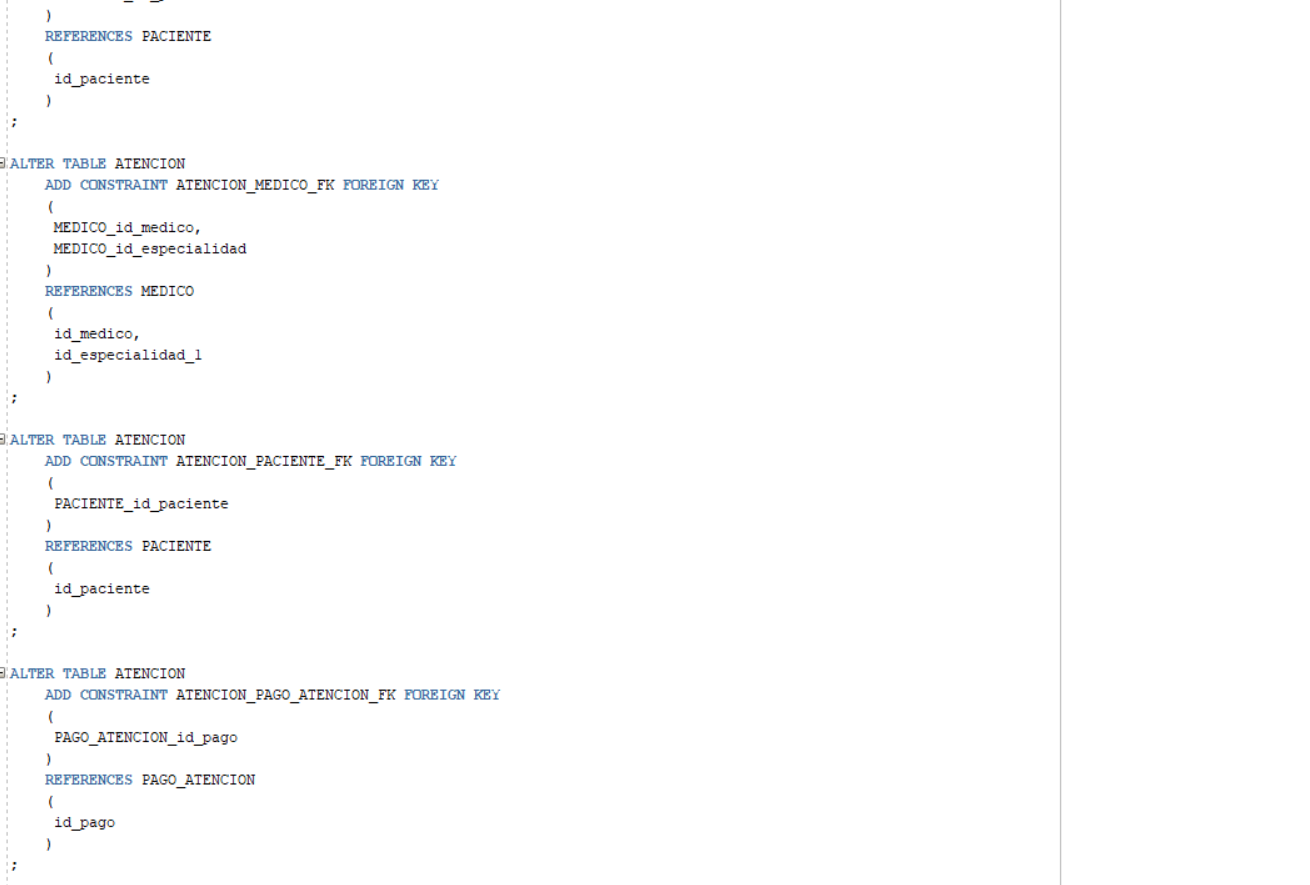 )
REFERENCES PACIENTE
(
id_paciente
)
;
ALTER TABLE ATENCION
ADD CONSTRAINT ATENCION_MEDICO_FK FOREIGN KEY
(
MEDICO_id_medico,
MEDICO_id_especialidad
)
REFERENCES MEDICO
(
id_medico,
id_especialidad_1
)
;
ALTER TABLE ATENCION
ADD CONSTRAINT ATENCION_PACIENTE_FK FOREIGN KEY
(
PACIENTE_id_paciente
)
REFERENCES PACIENTE
(
id_paciente
)
;
ALTER TABLE ATENCION
ADD CONSTRAINT ATENCION_PAGO_ATENCION_FK FOREIGN KEY
(
PAGO_ATENCION_id_pago
)
REFERENCES PAGO_ATENCION
(
id_pago
)
;